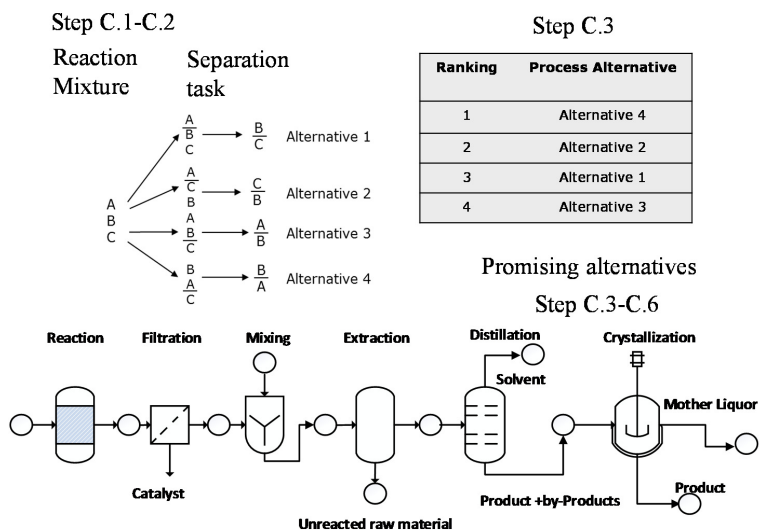 Step C.1-C.2
Reaction
Mixture
Separation
task
A
B
C
A
B
C
B
C
Alternative 1
A
C
B
C
B
Alternative 2
A
B
C
A
B
Alternative 3
B
A
C
B
A
Alternative 4
Step C.3
Ranking Process Alternative
1 Alternative 4
2 Alternative 2
3 Alternative 1
4 Alternative 3
Promising alternatives
Step C.3-C.6
Reaction
Filtration
Mixing
Extraction
Distillation
Crystallization
Solvent
Mother Liquor
Catalyst
Unreacted raw material
Product +by-Products
Product